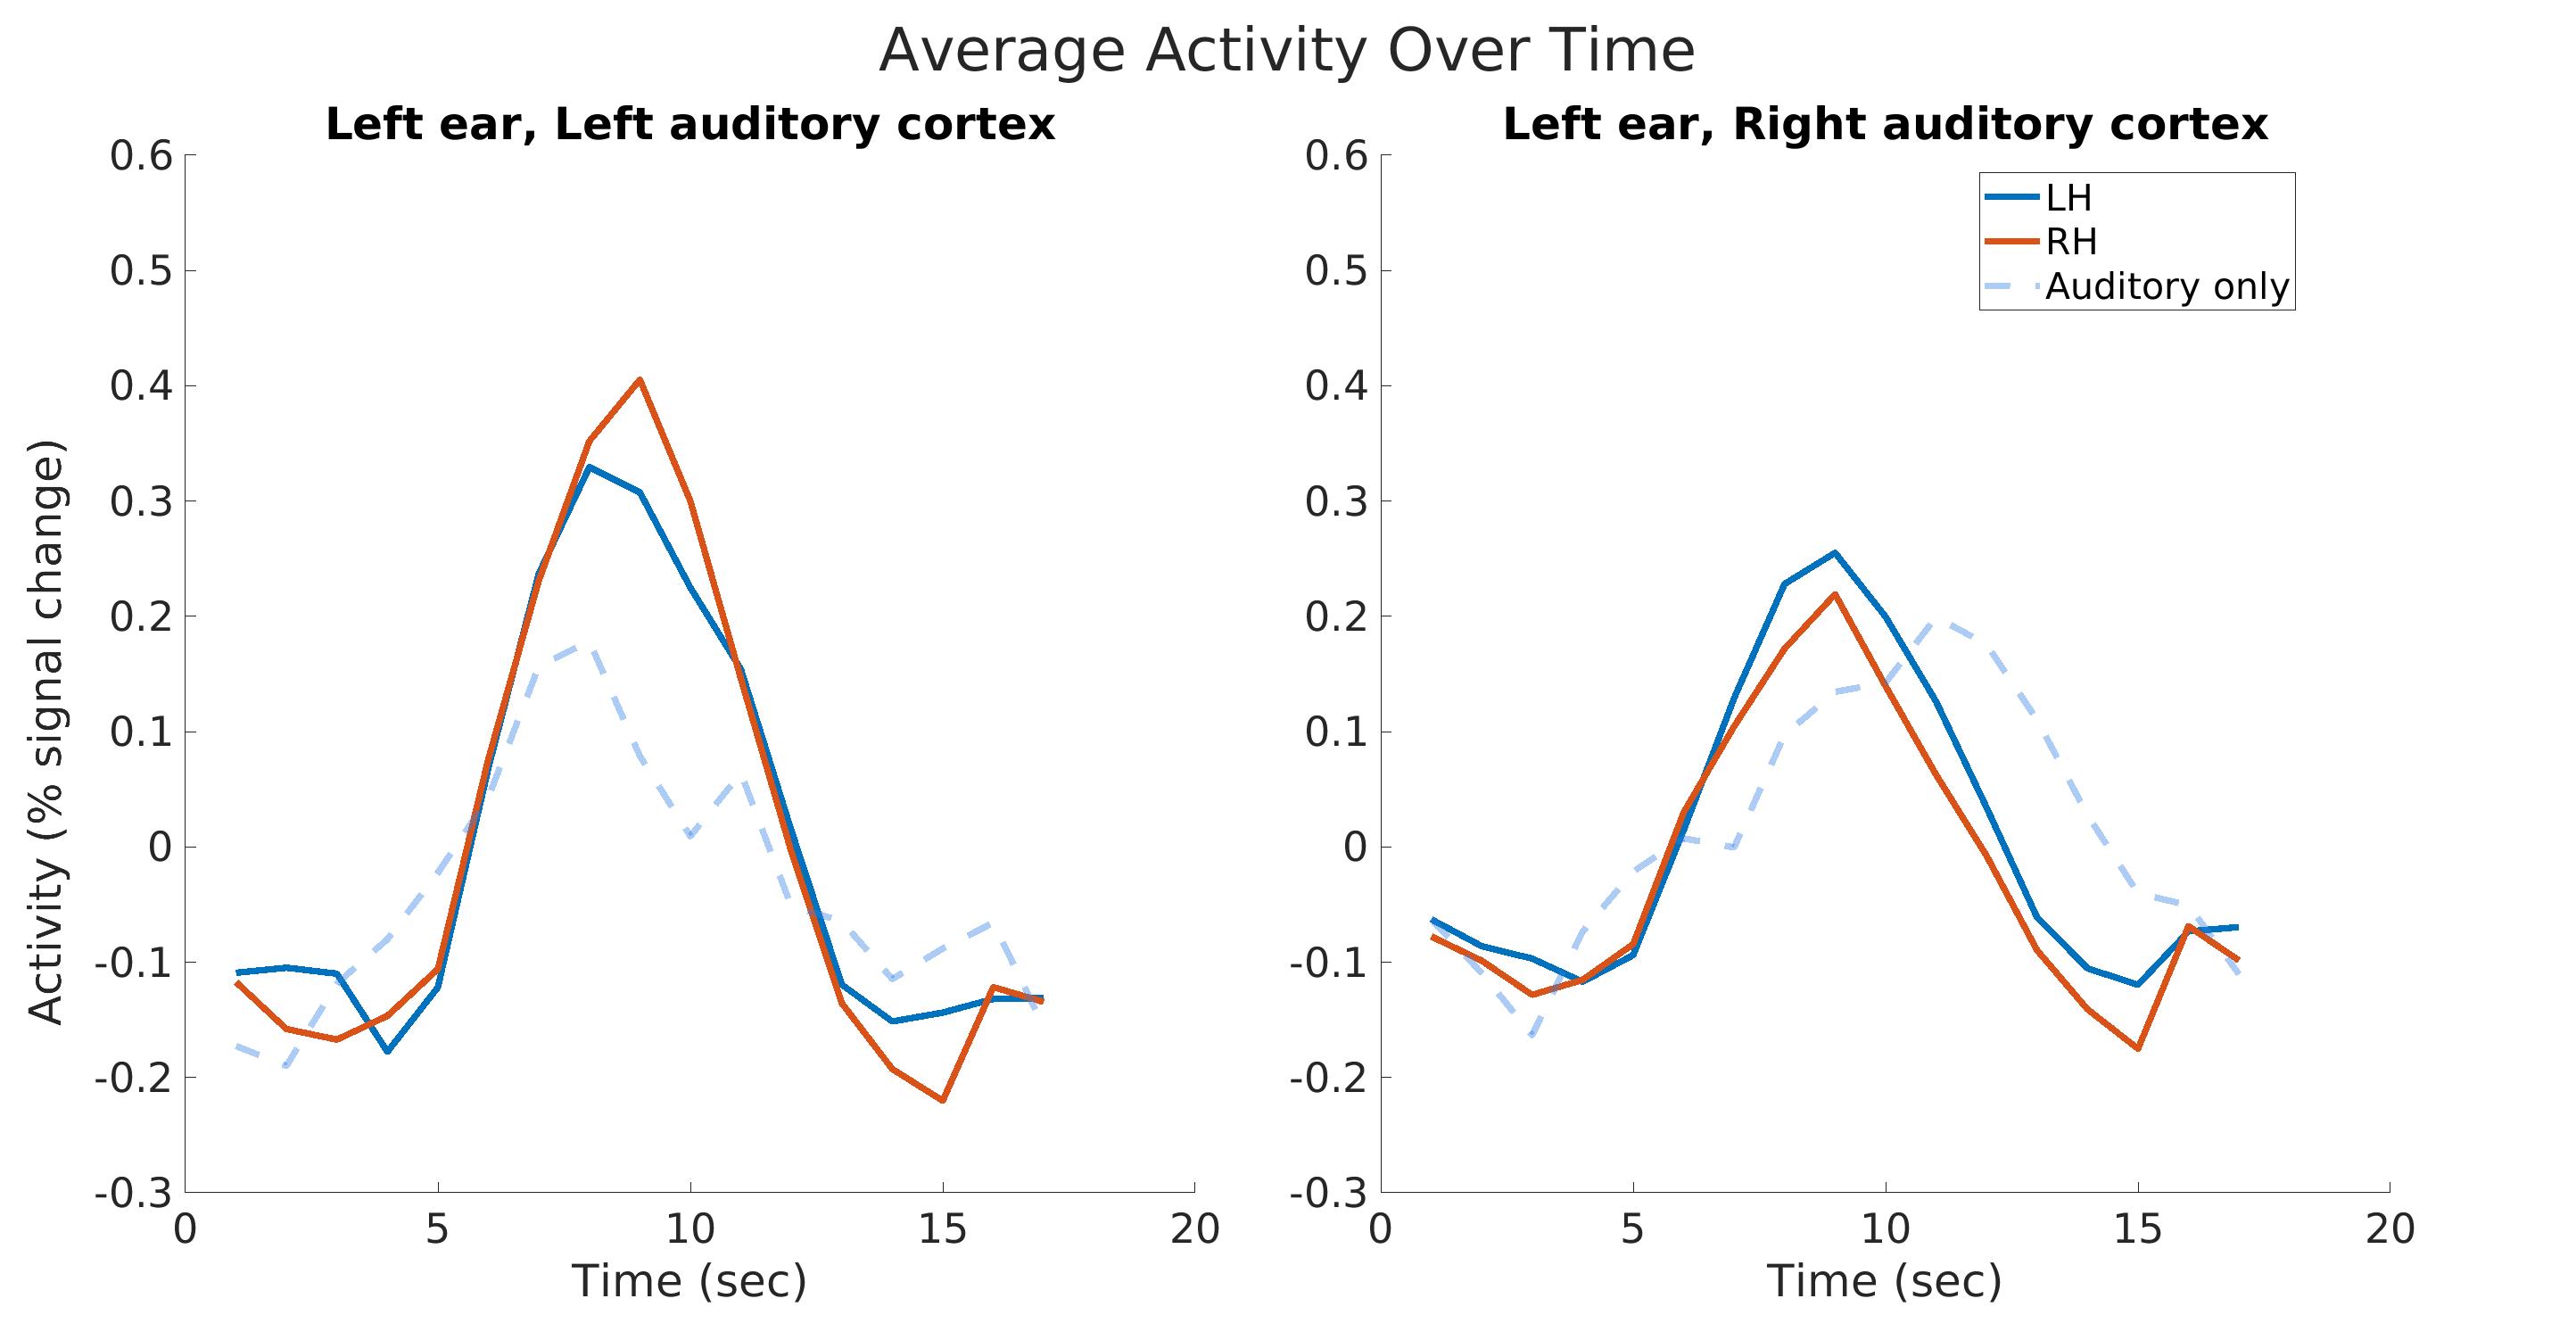 Average Activity Over Time
Left ear, Left auditory cortex
0.6
0.5
0.4
0.3
0.2
0.1
0
-0.1
-0.2
-0.3
Activity (% signal change)
0 5 10 15 20
Time (sec)
Left ear, Right auditory cortex
0.6
0.5
0.4
0.3
0.2
0.1
0
-0.1
-0.2
-0.3
LH
RH
Auditory only
0 5 10 15 20
Time (sec)